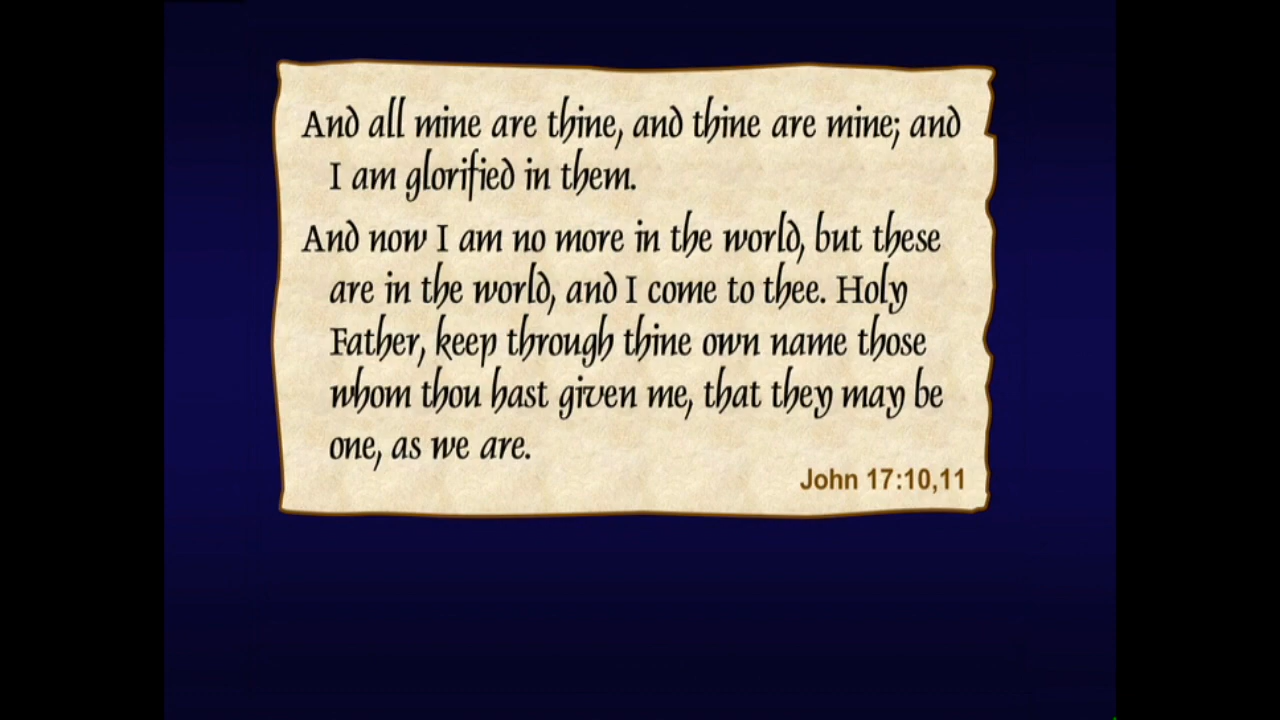 And all mine are thine, and thine are mine; and
I am glorified in them.
And now I am no more in the world, but these
are in the world, and I come to thee. Holy
Father, keep through thine own name those
whom thou hast given me, that they may be
one, as we are.
John 17:10,11